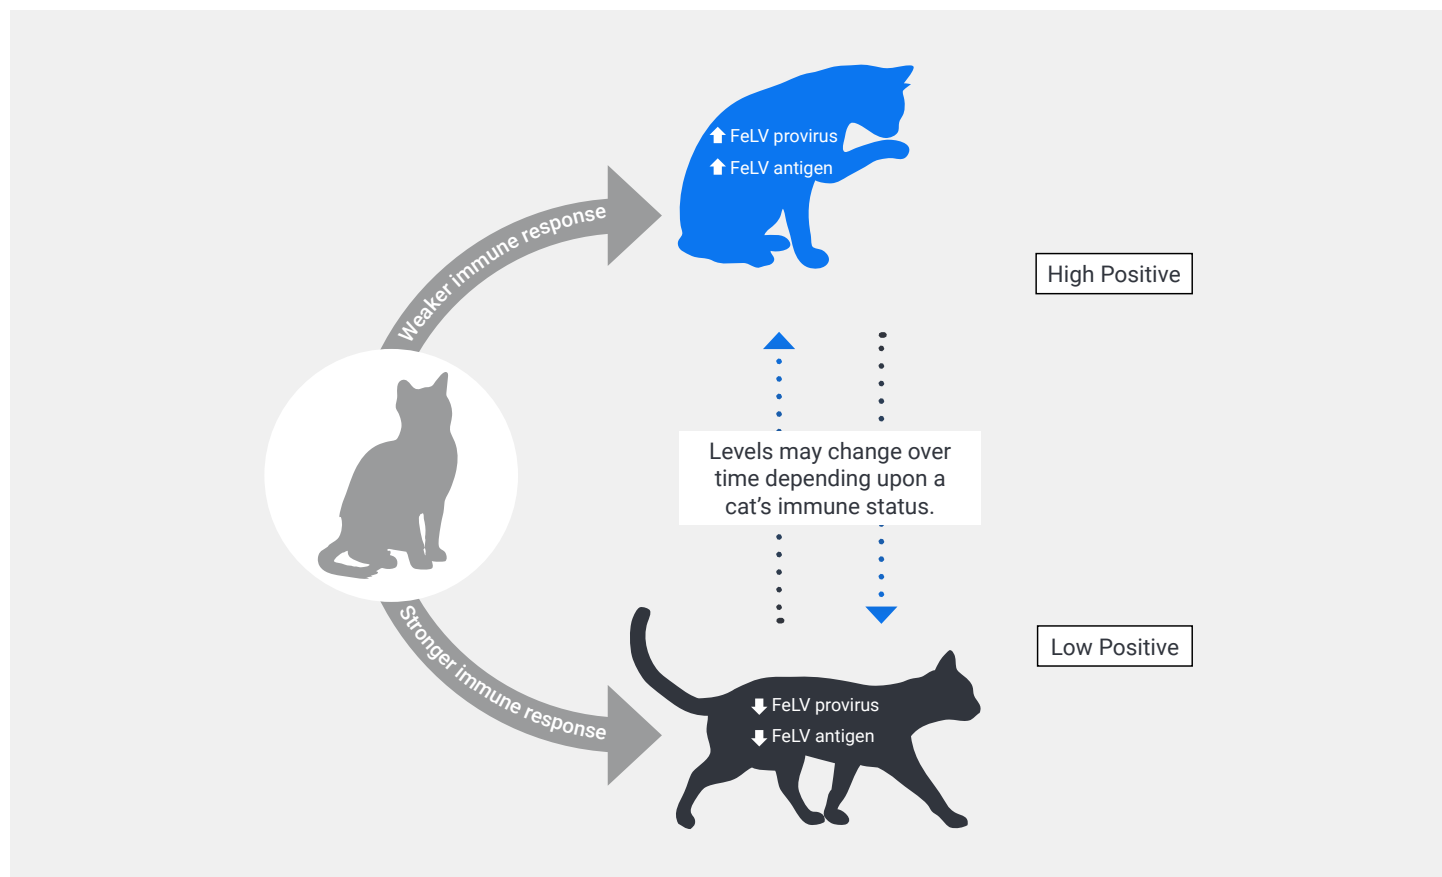 FeLV provirus
FeLV antigen
Weaker immune response
High Positive
Levels may change over
time depending upon a
cat's immune status.
Stronger immune response
Low Positive
FeLV provirus
FeLV antigen